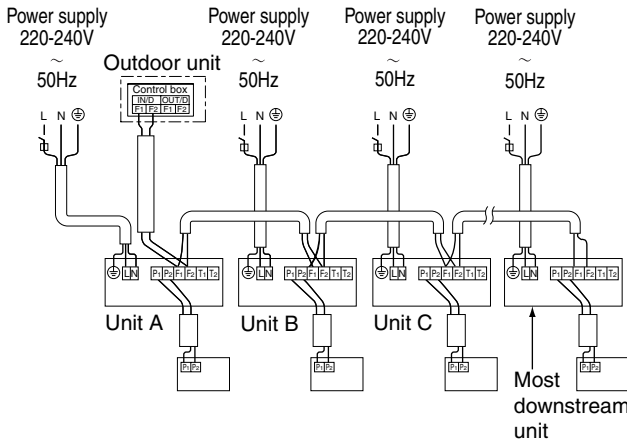 Power supply Power supply Power supply Power supply
220-240V 220-240V 220-240V 220-240V
~ ~ ~ ~
50Hz 50Hz 50Hz 50Hz
Outdoor unit
Control box
IN/D OUT/D
F1 F2 F1 F2
L N L N L N L N
L N P1 P2 F1 F2 T1 T2 L N P1 P2 F1 F2 T1 T2 L N P1 P2 F1 F2 T1 T2 L N P1 P2 F1 F2 T1 T2
Unit A Unit B Unit C
P1 P2 P1 P2 P1 P2 P1 P2
Most
downstream
unit